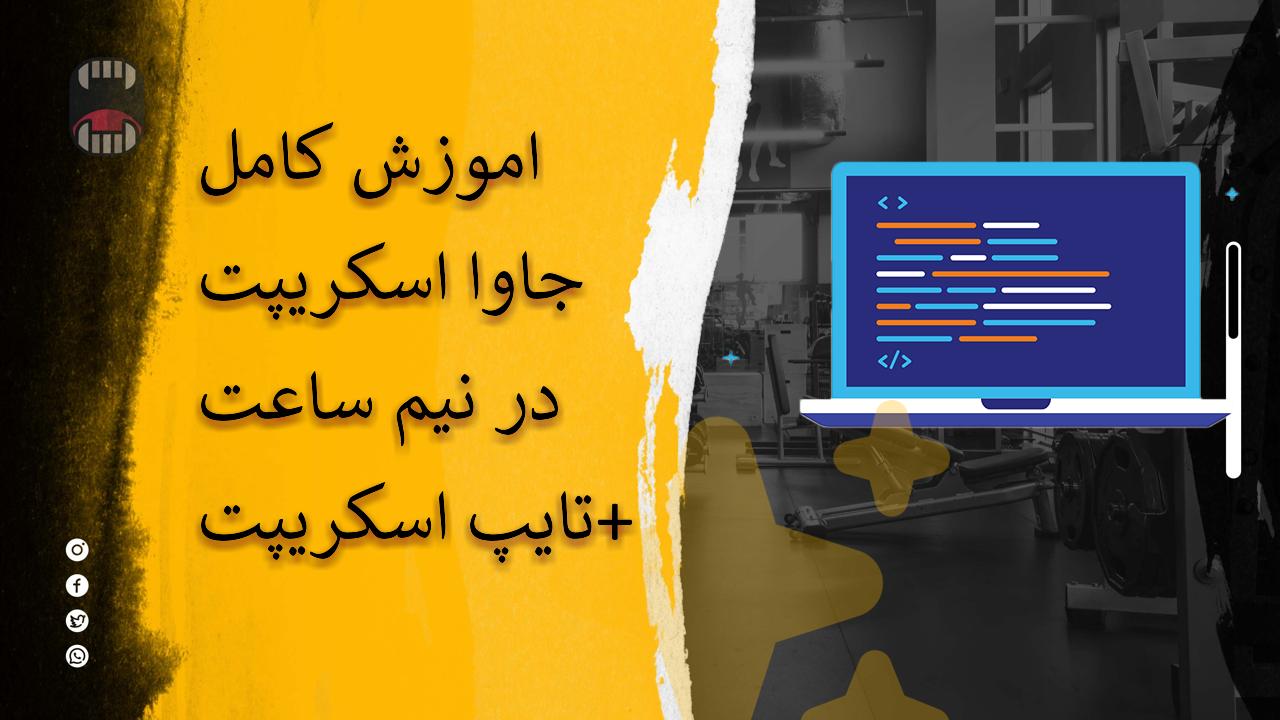 اموزش کامل
جاوا اسکریپت
در نیم ساعت
+تایپ اسکریپت
< >
</>